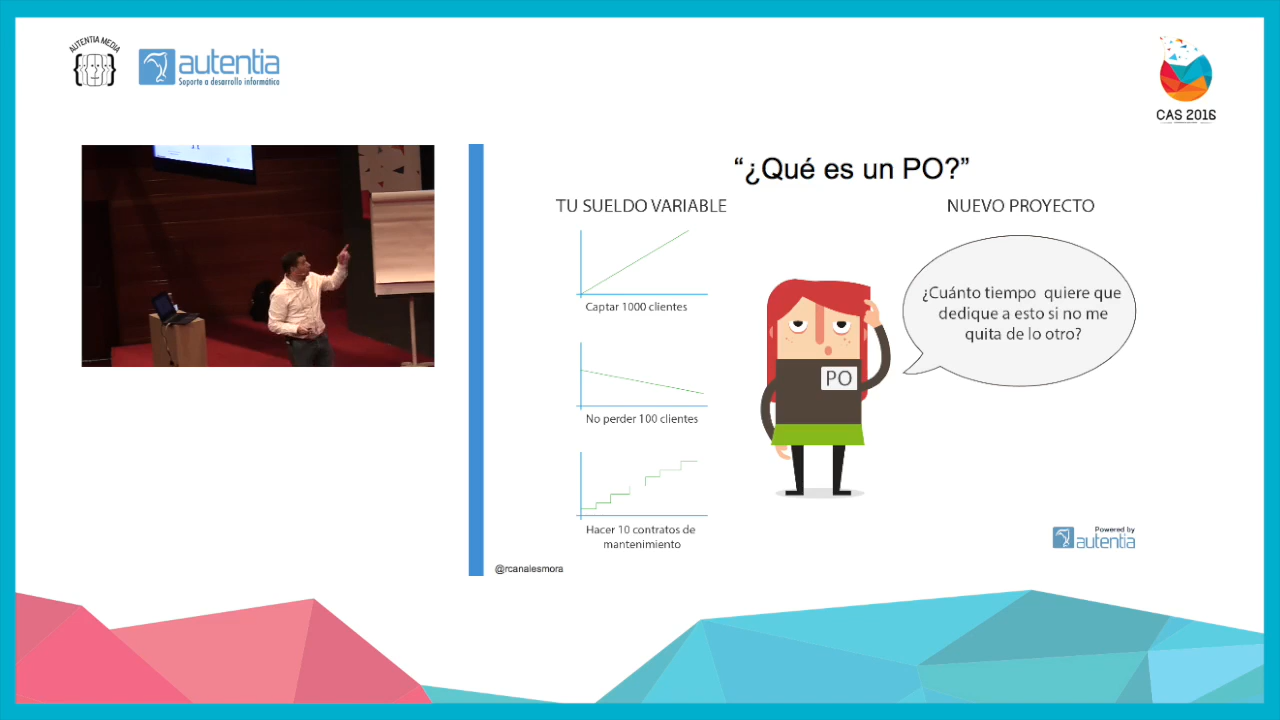 AUTENTIA MEDIA
autentia
Soporte a desarrollo informático
CAS 2016
“¿Qué es un PO?”
TU SUELDO VARIABLE
NUEVO PROYECTO
Captar 1000 clientes
¿Cuánto tiempo quiere que
dedique a esto si no me
quita de lo otro?
PO
No perder 100 clientes
Hacer 10 contratos de
mantenimiento
Powered by
autentia
@rcanalesmora